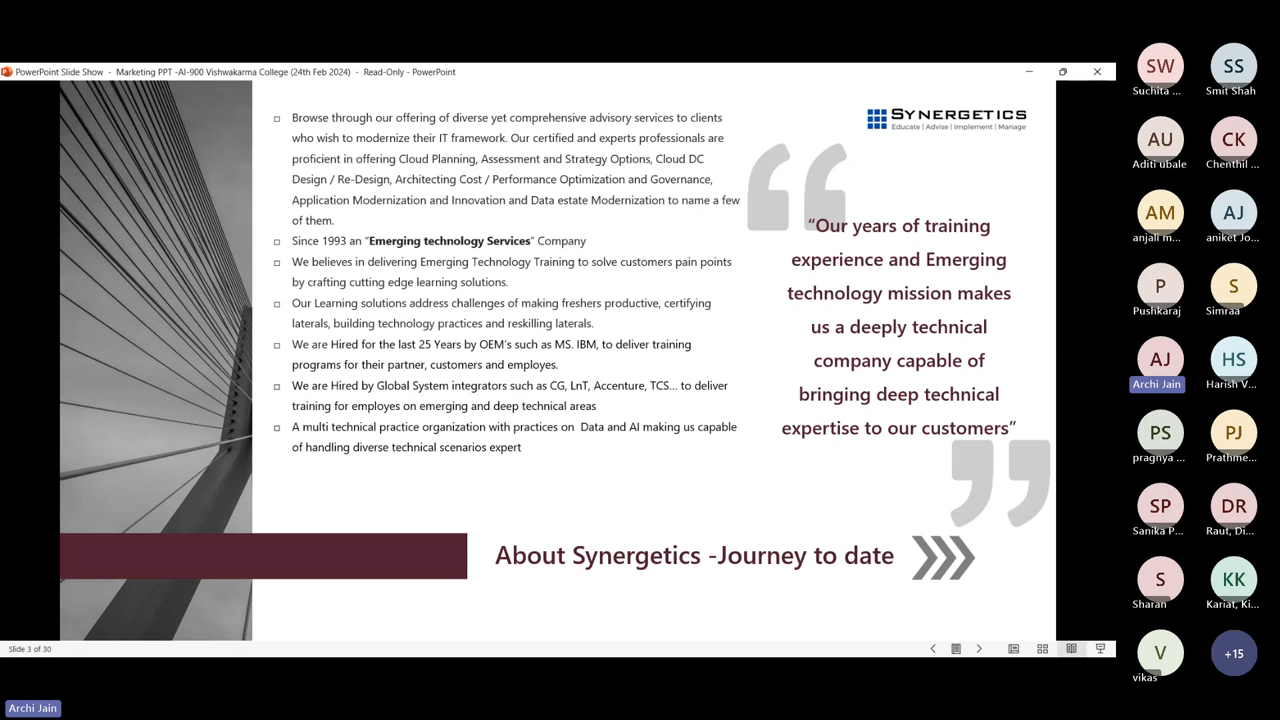 PowerPoint Slide Show - Marketing PPT -AI-900 Vishwakarma College (24th Feb 2024) - Read-Only - PowerPoint
Browse through our offering of diverse yet comprehensive advisory services to clients
who wish to modernize their IT framework. Our certified and experts professionals are
proficient in offering Cloud Planning, Assessment and Strategy Options, Cloud DC
Design / Re-Design, Architecting Cost / Performance Optimization and Governance,
Application Modernization and Innovation and Data estate Modernization to name a few
of them.
Since 1993 an “Emerging technology Services” Company
We believes in delivering Emerging Technology Training to solve customers pain points
by crafting cutting edge learning solutions.
Our Learning solutions address challenges of making freshers productive, certifying
laterals, building technology practices and reskilling laterals.
We are Hired for the last 25 Years by OEM’s such as MS. IBM, to deliver training
programs for their partner, customers and employes.
We are Hired by Global System integrators such as CG, LnT, Accenture, TCS... to deliver
training for employes on emerging and deep technical areas
A multi technical practice organization with practices on Data and AI making us capable
of handling diverse technical scenarios expert
SYNERGETICS
Educate | Advise | Implement | Manage
“Our years of training
experience and Emerging
technology mission makes
us a deeply technical
company capable of
bringing deep technical
expertise to our customers”
About Synergetics -Journey to date
Slide 3 of 30
Archi Jain
SW
Suchita ...
SS
Smit Shah
AU
Aditi ubale
CK
Chenthil ...
AM
anjali m...
AJ
aniket Jo...
P
Pushkaraj
S
Simraa
AJ
Archi Jain
HS
Harish V...
PS
pragnya ...
PJ
Prathme...
SP
Sanika P...
DR
Raut, Di...
S
Sharan
KK
Kariat, Ki...
V
vikas
+15